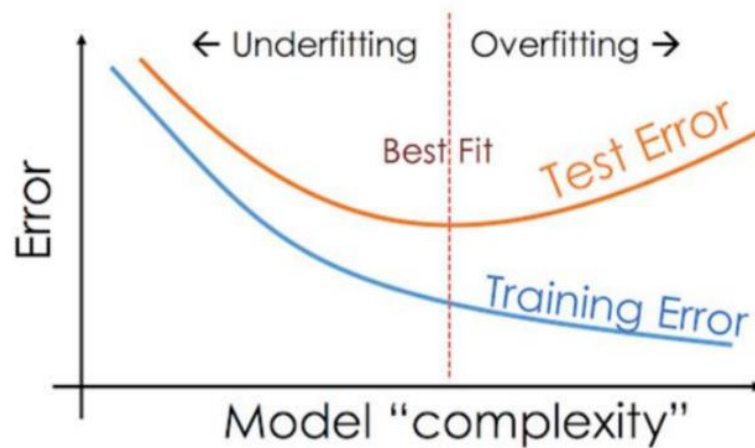 ← Underfitting
Overfitting →
Best Fit
Test Error
Error
Training Error
Model “complexity”